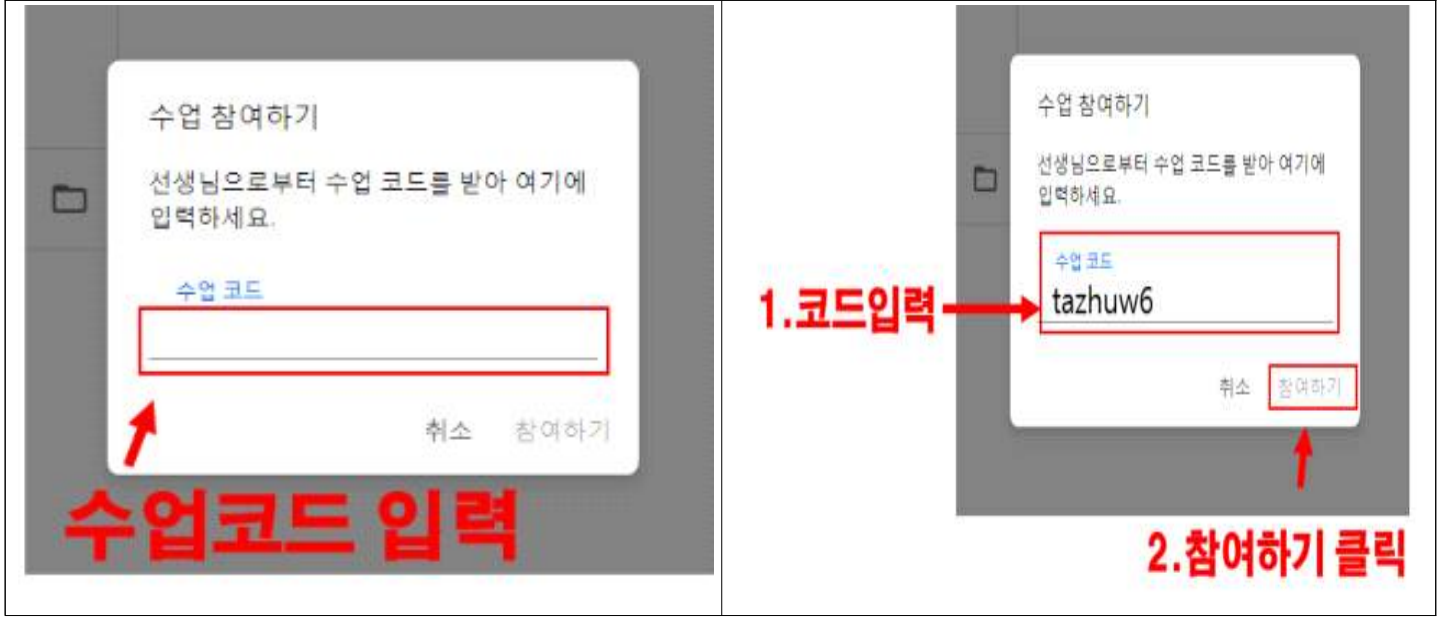 수업 참여하기
선생님으로부터 수업 코드를 받아 여기에
입력하세요.
수업 코드
취소 참여하기
수업코드 입력
수업 참여하기
선생님으로부터 수업 코드를 받아 여기에
입력하세요.
수업 코드
1.코드입력
tazhuw6
취소 참여하기
2.참여하기 클릭